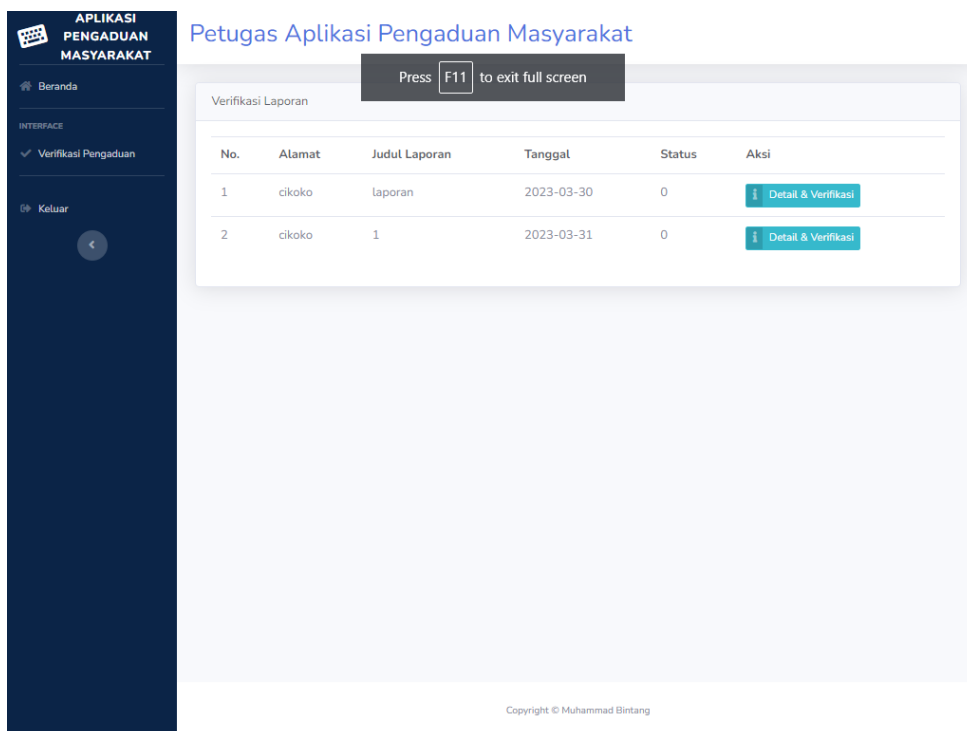 APLIKASI
PENGADUAN
MASYARAKAT
Beranda
INTERFACE
Verifikasi Pengaduan
Keluar
Petugas Aplikasi Pengaduan Masyarakat
Press F11 to exit full screen
Verifikasi Laporan
No. Alamat Judul Laporan Tanggal Status Aksi
1 cikoko laporan 2023-03-30 0 Detail & Verifikasi
2 cikoko 1 2023-03-31 0 Detail & Verifikasi
Copyright © Muhammad Bintang